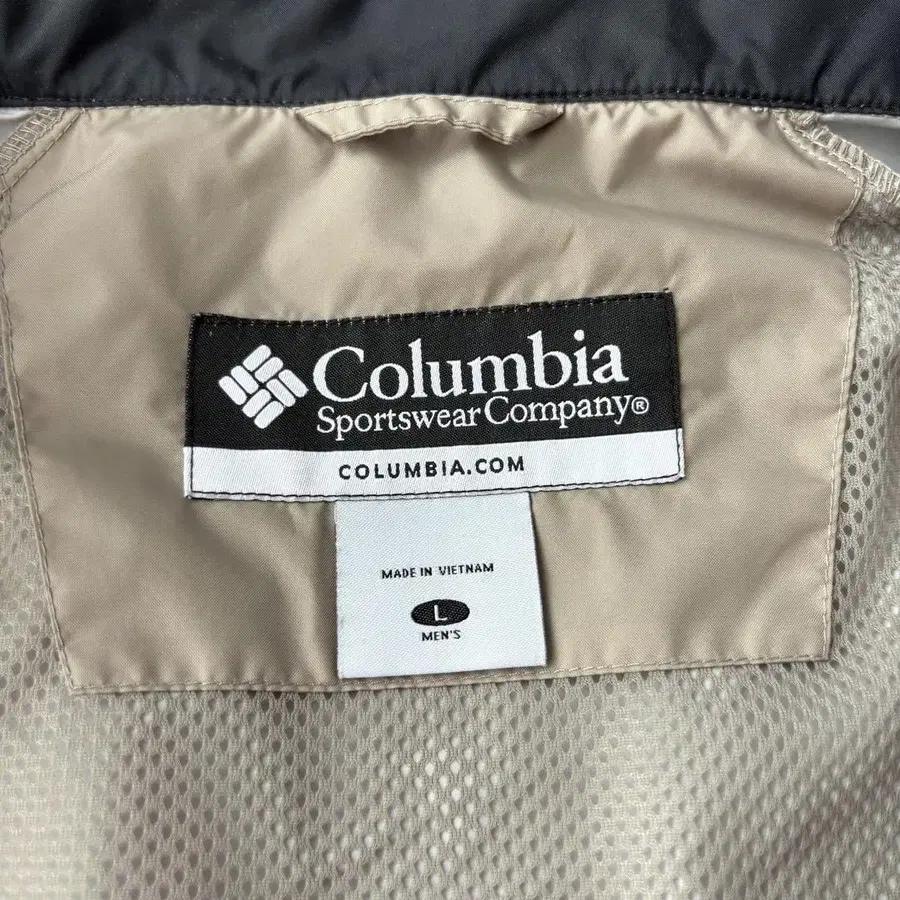 Columbia
Sportswear Company®
COLUMBIA.COM
MADE IN VIETNAM
L
MEN'S